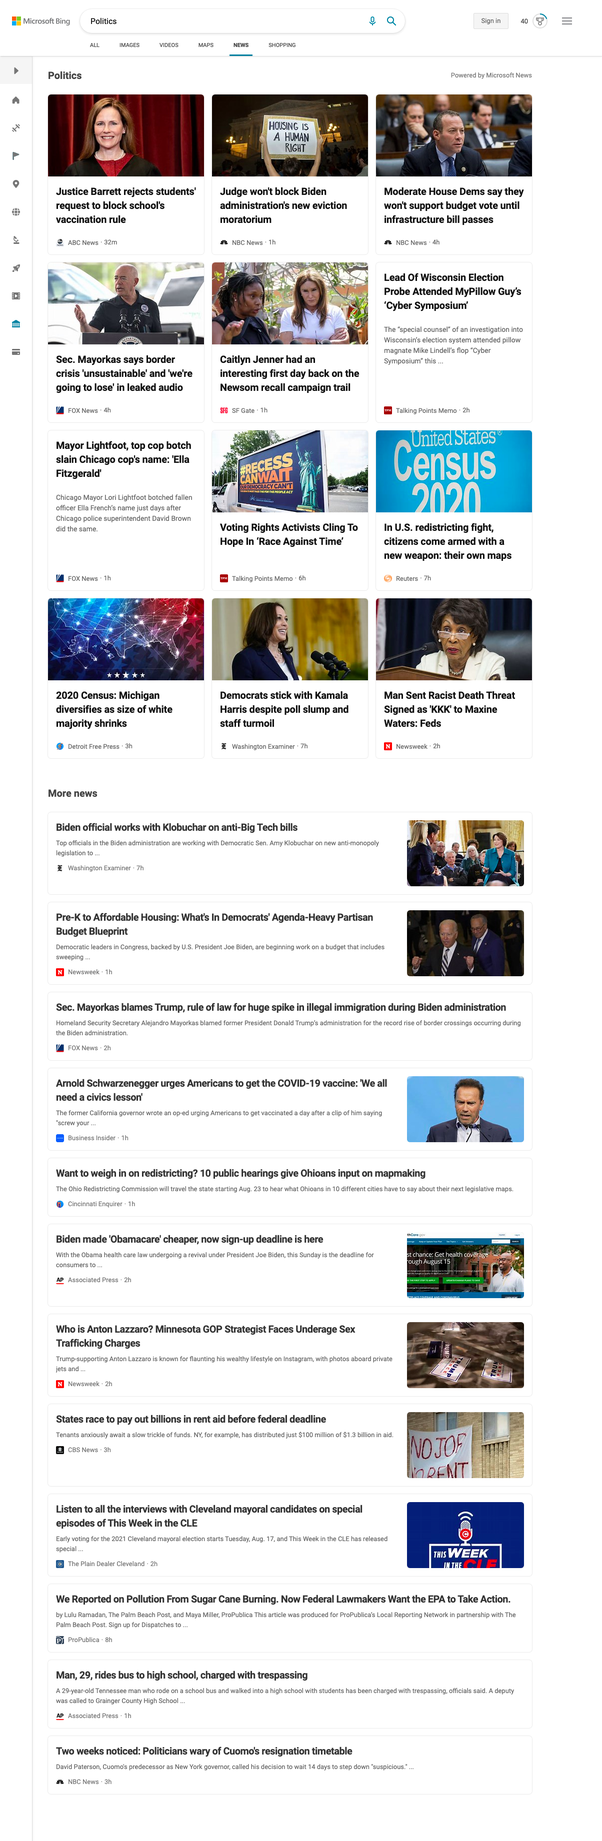 Microsoft Bing
Politics
Sign in
40
ALL
IMAGES
VIDEOS
MAPS
NEWS
SHOPPING
Politics
Powered by Microsoft News
HOUSING IS
A HUMAN
RIGHT
Justice Barrett rejects students'
request to block school's
vaccination rule
ABC News · 32m
Judge won't block Biden
administration's new eviction
moratorium
NBC News · 1h
Moderate House Dems say they
won't support budget vote until
infrastructure bill passes
NBC News · 4h
Sec. Mayorkas says border
crisis 'unsustainable' and 'we're
going to lose' in leaked audio
FOX News · 4h
Caitlyn Jenner had an
interesting first day back on the
Newsom recall campaign trail
SF Gate · 1h
Lead Of Wisconsin Election
Probe Attended MyPillow Guy's
'Cyber Symposium'
The "special counsel" of an investigation into
Wisconsin's election system attended pillow
magnate Mike Lindell's flop "Cyber
Symposium" this ...
Talking Points Memo · 2h
Mayor Lightfoot, top cop botch
slain Chicago cop's name: 'Ella
Fitzgerald'
Chicago Mayor Lori Lightfoot botched fallen
officer Ella French's name just days after
Chicago police superintendent David Brown
did the same.
FOX News · 1h
#RECESS
CAN WAIT
DEMOCRACY CAN'T
Voting Rights Activists Cling To
Hope In 'Race Against Time'
Talking Points Memo · 6h
United States
Census
2020
In U.S. redistricting fight,
citizens come armed with a
new weapon: their own maps
Reuters · 7h
2020 Census: Michigan
diversifies as size of white
majority shrinks
Detroit Free Press · 3h
Democrats stick with Kamala
Harris despite poll slump and
staff turmoil
Washington Examiner · 7h
Man Sent Racist Death Threat
Signed as 'KKK' to Maxine
Waters: Feds
Newsweek · 2h
More news
Biden official works with Klobuchar on anti-Big Tech bills
Top officials in the Biden administration are working with Democratic Sen. Amy Klobuchar on new anti-monopoly
legislation to ...
Washington Examiner · 7h
Pre-K to Affordable Housing: What's In Democrats' Agenda-Heavy Partisan
Budget Blueprint
Democratic leaders in Congress, backed by U.S. President Joe Biden, are beginning work on a budget that includes
sweeping ...
Newsweek · 1h
Sec. Mayorkas blames Trump, rule of law for huge spike in illegal immigration during Biden administration
Homeland Security Secretary Alejandro Mayorkas blamed former President Donald Trump's administration for the record rise of border crossings occurring during
the Biden administration.
FOX News · 2h
Arnold Schwarzenegger urges Americans to get the COVID-19 vaccine: 'We all
need a civics lesson'
The former California governor wrote an op-ed urging Americans to get vaccinated a day after a clip of him saying
"screw your ...
Business Insider · 1h
Want to weigh in on redistricting? 10 public hearings give Ohioans input on mapmaking
The Ohio Redistricting Commission will travel the state starting Aug. 23 to hear what Ohioans in 10 different cities have to say about their next legislative maps.
Cincinnati Enquirer · 1h
Biden made 'Obamacare' cheaper, now sign-up deadline is here
With the Obama health care law undergoing a revival under President Joe Biden, this Sunday is the deadline for
consumers to ...
AP Associated Press · 2h
st chance: Get health coverage
rough August 15
Who is Anton Lazzaro? Minnesota GOP Strategist Faces Underage Sex
Trafficking Charges
Trump-supporting Anton Lazzaro is known for flaunting his wealthy lifestyle on Instagram, with photos aboard private
jets and ...
Newsweek · 2h
TRUMP
States race to pay out billions in rent aid before federal deadline
Tenants anxiously await a slow trickle of funds. NY, for example, has distributed just $100 million of $1.3 billion in aid.
CBS News · 3h
NO JOB
NO RENT
Listen to all the interviews with Cleveland mayoral candidates on special
episodes of This Week in the CLE
Early voting for the 2021 Cleveland mayoral election starts Tuesday, Aug. 17, and This Week in the CLE has released
special ...
The Plain Dealer Cleveland · 2h
THIS WEEK
IN THE CLE
We Reported on Pollution From Sugar Cane Burning. Now Federal Lawmakers Want the EPA to Take Action.
by Lulu Ramadan, The Palm Beach Post, and Maya Miller, ProPublica This article was produced for ProPublica's Local Reporting Network in partnership with The
Palm Beach Post. Sign up for Dispatches to ...
ProPublica · 8h
Man, 29, rides bus to high school, charged with trespassing
A 29-year-old Tennessee man who rode on a school bus and walked into a high school with students has been charged with trespassing, officials said. A deputy
was called to Grainger County High School ...
AP Associated Press · 1h
Two weeks noticed: Politicians wary of Cuomo's resignation timetable
David Paterson, Cuomo's predecessor as New York governor, called his decision to wait 14 days to step down "suspicious." ...
NBC News · 3h